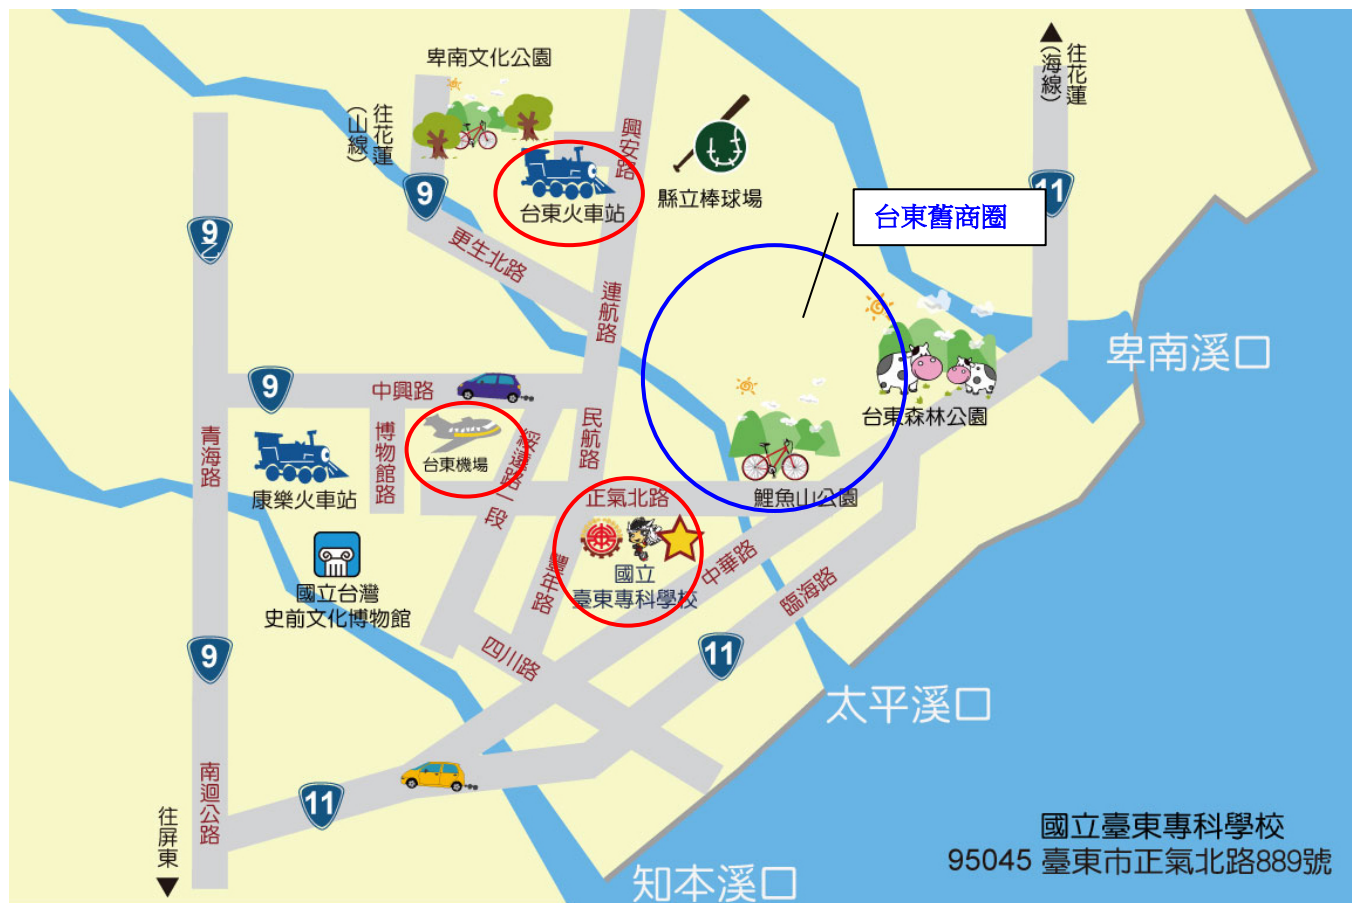 卑南文化公園
往花蓮
(山線)
往花蓮
(海線)
9
台東火車站
興安路
縣立棒球場
台東舊商圈
11
9
2
更生北路
連航路
卑南溪口
9
中興路
台東森林公園
青海路
康樂火車站
博物館路
台東機場
民航路
一段
正氣北路
鯉魚山公園
國立台灣
史前文化博物館
豐年路
國立
臺東專科學校
中華路
臨海路
9
四川路
11
太平溪口
南迴公路
往屏東
11
知本溪口
國立臺東專科學校
95045 臺東市正氣北路889號